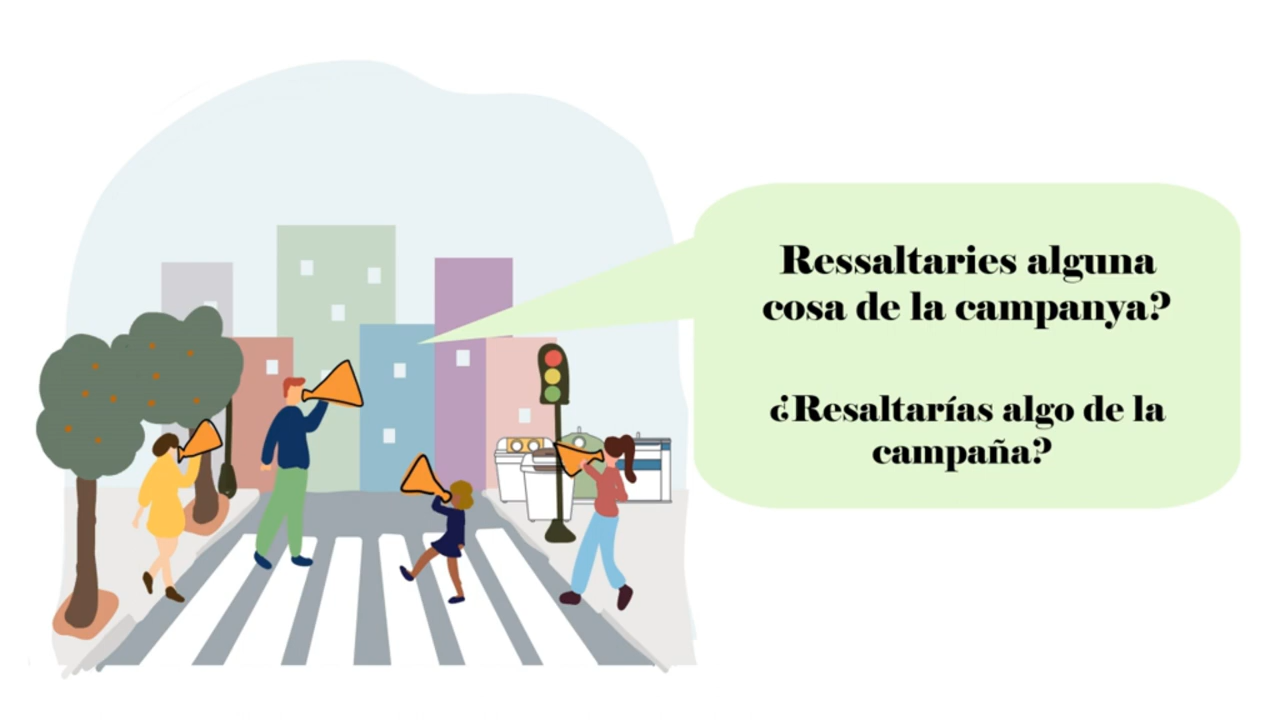 Ressaltaries alguna
cosa de la campanya?
¿Resaltarías algo de la
campaña?